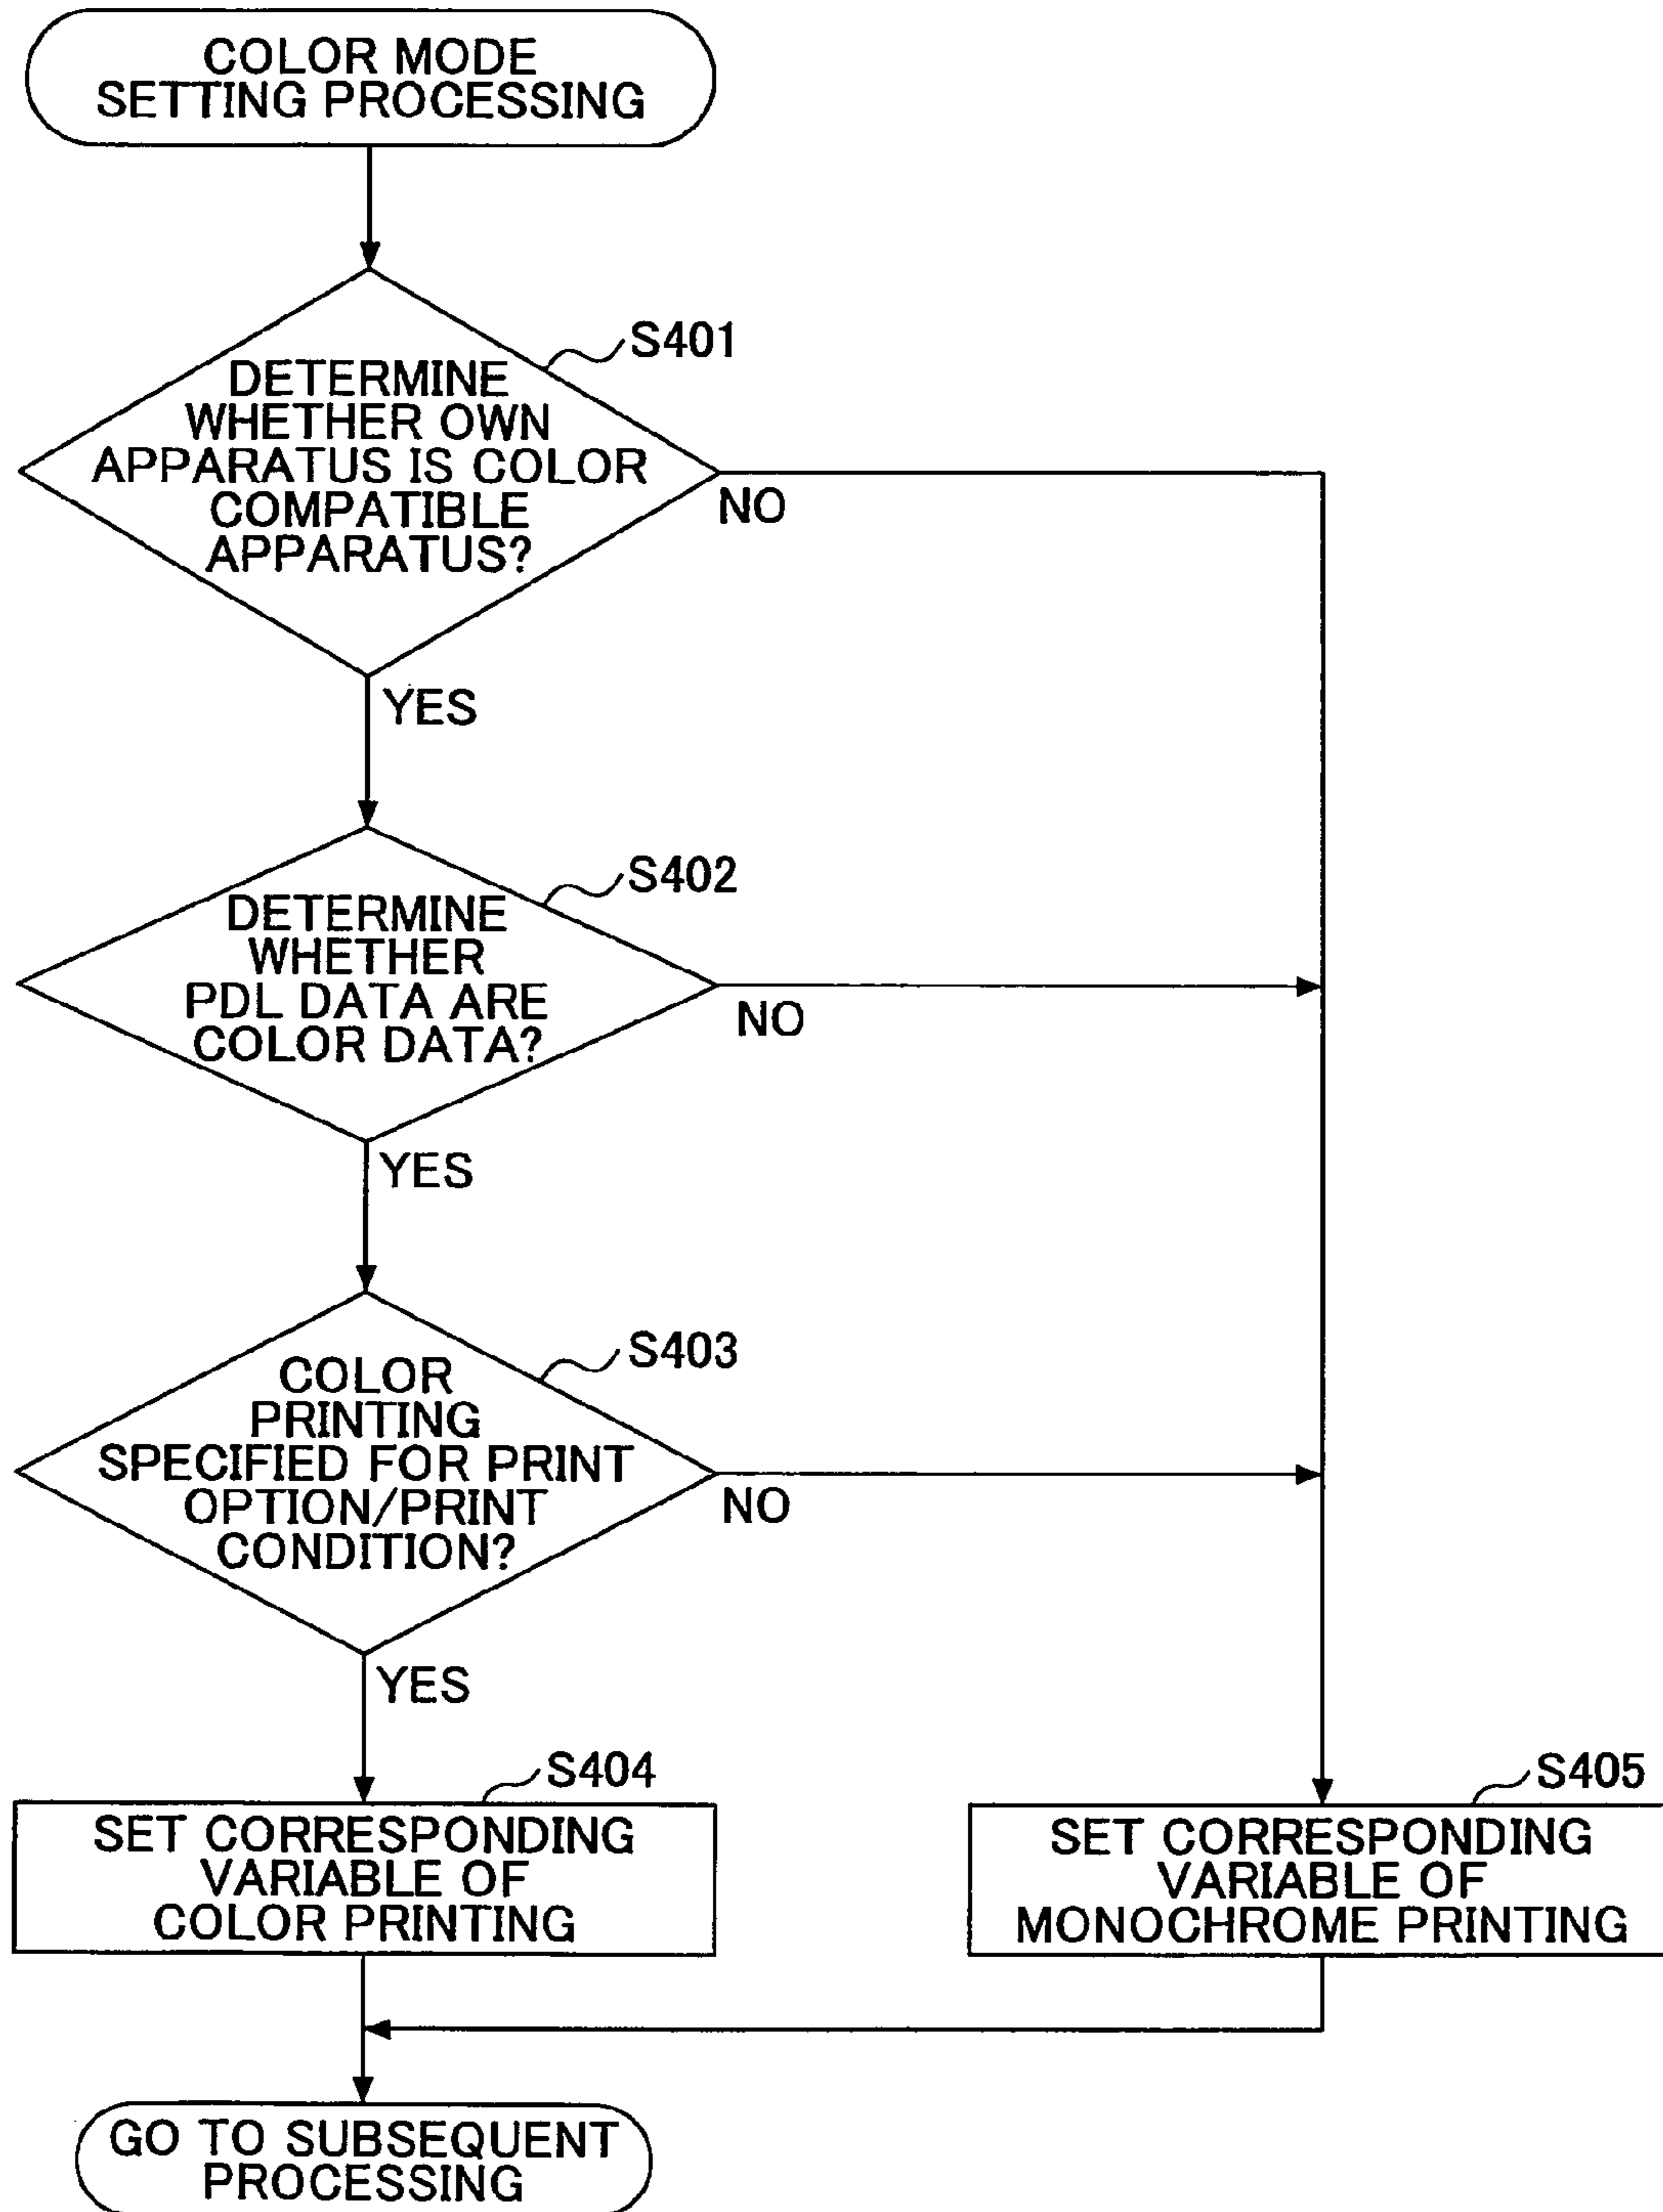 COLOR MODE
SETTING PROCESSING
S401
DETERMINE
WHETHER OWN
APPARATUS IS COLOR
COMPATIBLE
APPARATUS?
NO
YES
S402
DETERMINE
WHETHER
PDL DATA ARE
COLOR DATA?
NO
YES
S403
COLOR
PRINTING
SPECIFIED FOR PRINT
OPTION/PRINT
CONDITION?
NO
YES
S404
SET CORRESPONDING
VARIABLE OF
COLOR PRINTING
S405
SET CORRESPONDING
VARIABLE OF
MONOCHROME PRINTING
GO TO SUBSEQUENT
PROCESSING